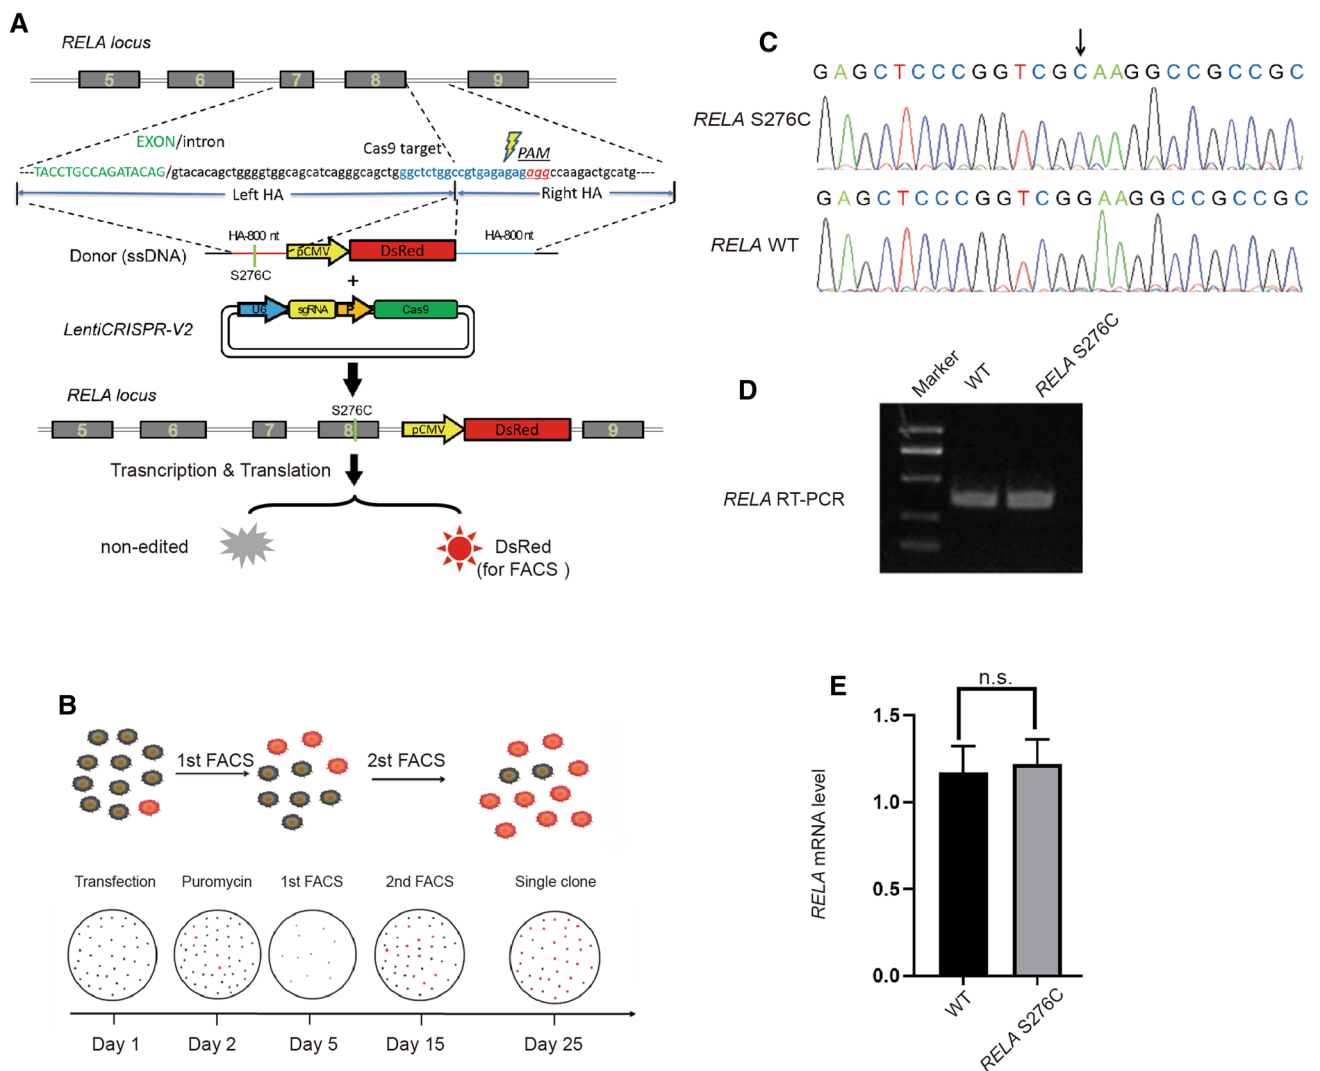 A
RELA locus
5 6 7 8 9
EXON/intron
Cas9 target
PAM
---TACCTGCCAGATACAG/gtacacagctggggtggcagcatcagggcagctgggctctggccgtgagagagagggccaagactgcatg----
Left HA
Right HA
HA-800 nt
HA-800 nt
Donor (ssDNA)
pCMV
DsRed
S276C
+
U6 sgRNA P Cas9
LentiCRISPR-V2
RELA locus
S276C
5 6 7 8 pCMV DsRed 9
Trasncription & Translation
non-edited
DsRed
(for FACS )
B
1st FACS
2st FACS
Transfection Puromycin 1st FACS 2nd FACS Single clone
Day 1 Day 2 Day 5 Day 15 Day 25
C
GAGCTCCCGGTCGCAAGGCCGCCGC
RELA S276C
GAGCTCCCGGTCGGAAGGCCGCCGC
RELA WT
D
Marker
WT
RELA S276C
RELA RT-PCR
E
n.s.
RELA mRNA level
1.5
1.0
0.5
0.0
WT
RELA S276C